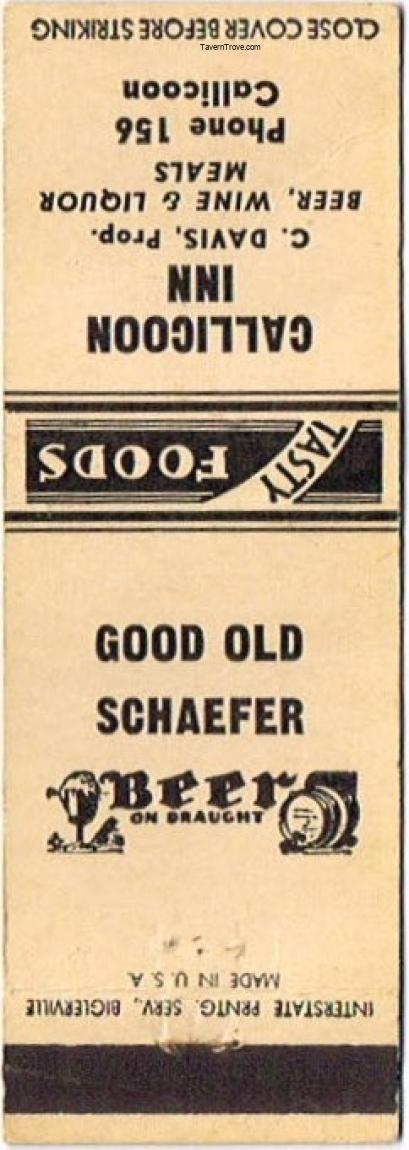 CLOSE COVER BEFORE STRIKING
TavernTrove.com
CALLICOON
INN
C. DAVIS, Prop.
BEER, WINE & LIQUOR
MEALS
Phone 156
Callicoon
TASTY
FOODS
GOOD OLD
SCHAEFER
Beer
ON DRAUGHT
INTERSTATE PRNTG. SERV., BIGLERVILLE
MADE IN U. S. A